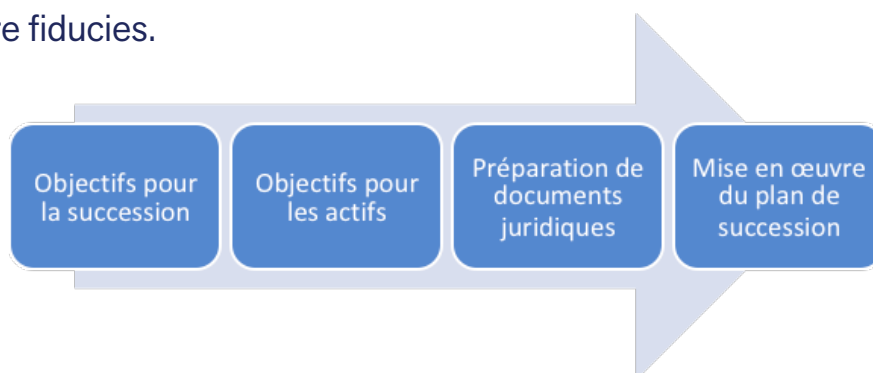 re fiducies.
Objectifs pour
la succession
Objectifs pour
les actifs
Préparation de
documents
juridiques
Mise en œuvre
du plan de
succession